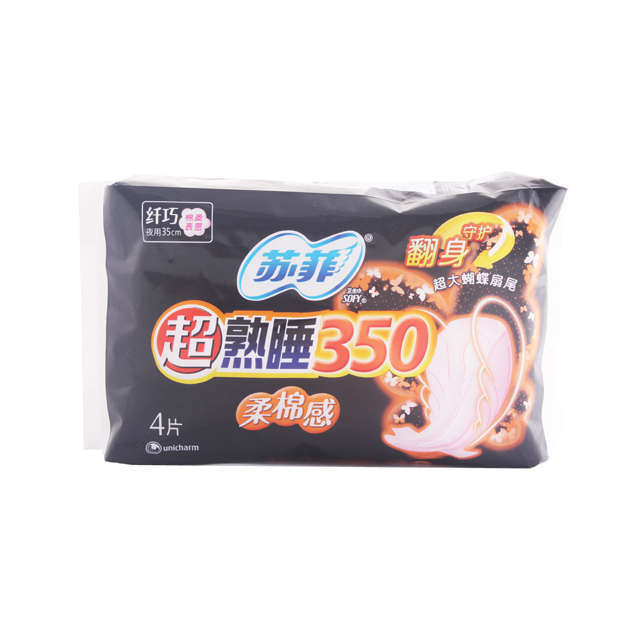 纤巧
夜用35cm
棉柔
表层
苏菲®
卫生巾
SOFY®
翻身守护
超大蝴蝶扇尾
超熟睡350
柔棉感
4片
unicharm